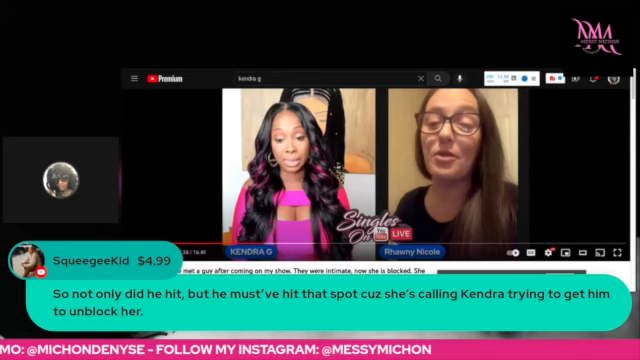 MESSY MICHON
Premium
kendra g
Singles
On
LIVE
KENDRA G
Rhawny Nicole
/ 16:49
met a guy after coming on my show. They were intimate, now she is blocked. She
SqueegeeKid $4.99
So not only did he hit, but he must've hit that spot cuz she's calling Kendra trying to get him
to unblock her.
MO: @MICHONDENYSE - FOLLOW MY INSTAGRAM: @MESSYMICHON